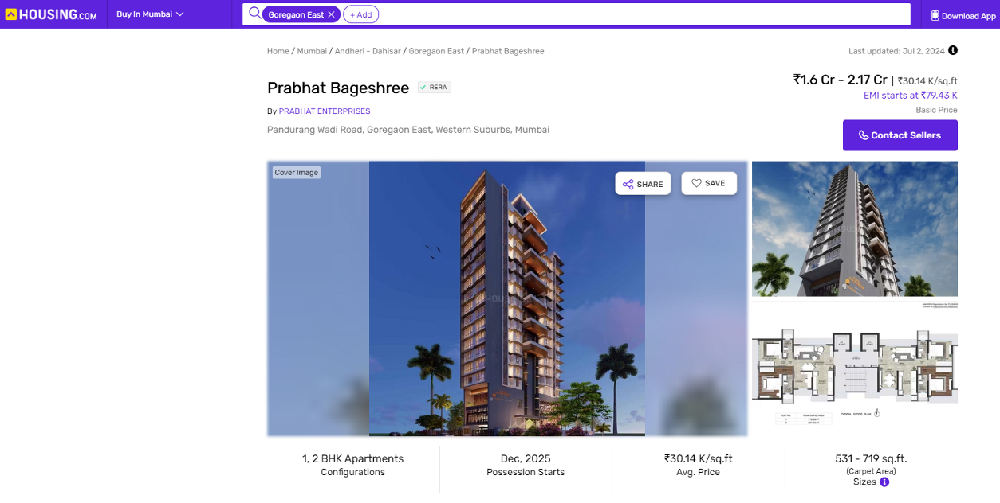 HOUSING.COM
Buy In Mumbai
Goregaon East
+ Add
Download App
Home / Mumbai / Andheri - Dahisar / Goregaon East / Prabhat Bageshree
Last updated: Jul 2, 2024
Prabhat Bageshree
RERA
₹1.6 Cr - 2.17 Cr | ₹30.14 K/sq.ft
EMI starts at ₹79.43 K
By PRABHAT ENTERPRISES
Basic Price
Pandurang Wadi Road, Goregaon East, Western Suburbs, Mumbai
Contact Sellers
Cover Image
SHARE
SAVE
TYPICAL FLOOR PLAN
1, 2 BHK Apartments
Configurations
Dec, 2025
Possession Starts
₹30.14 K/sq.ft
Avg. Price
531 - 719 sq.ft.
(Carpet Area)
Sizes